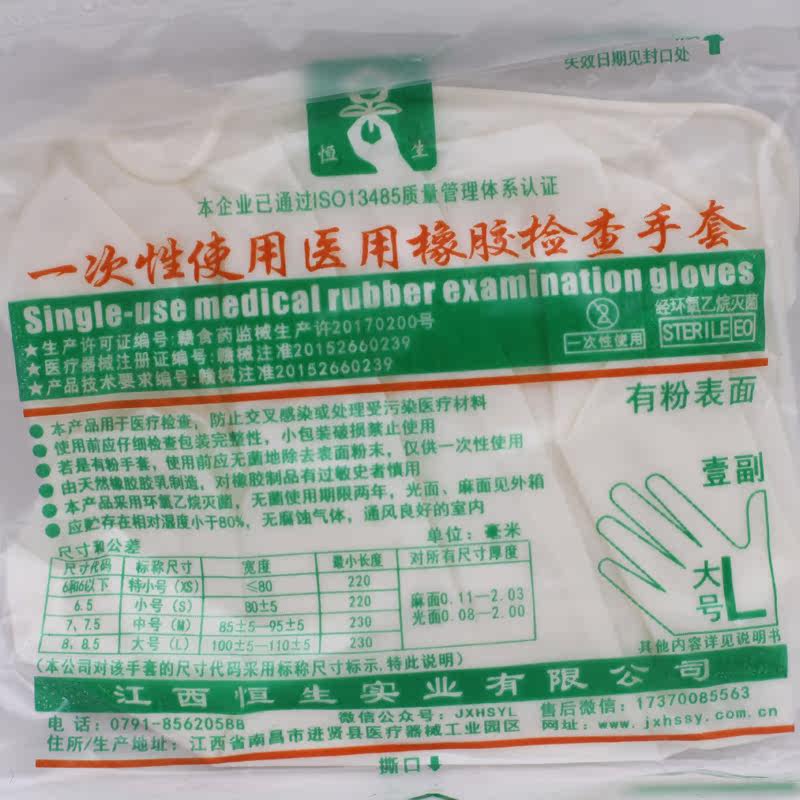 失效日期见封口处
恒生
本企业已通过ISO13485质量管理体系认证
一次性使用医用橡胶检查手套
Single-use medical rubber examination gloves
★生产许可证编号:赣食药监械生产许20170200号
★医疗器械注册证编号:赣械注准20152660239
★产品技术要求编号:赣械注准20152660239
一次性使用
经环氧乙烷灭菌
STERILE EO
有粉表面
●本产品用于医疗检查，防止交叉感染或处理受污染医疗材料
●使用前应仔细检查包装完整性，小包装破损禁止使用
●若是有粉手套，使用前应无菌地除去表面粉末，仅供一次性使用
●由天然橡胶胶乳制造，对橡胶制品有过敏史者慎用
●本产品采用环氧乙烷灭菌，无菌使用期限两年，光面、麻面见外箱
●应贮存在相对湿度小于80%，无腐蚀气体，通风良好的室内
壹副
大号L
尺寸和公差 单位：毫米
尺寸代码 标称尺寸 宽度 最小长度 对所有尺寸厚度
6和6以下 特小号(XS) ≤80 220
6.5 小号(S) 80±5 220
麻面0.11-2.03
7、7.5 中号(M) 85±5-95±5 230
光面0.08-2.00
8、8.5 大号(L) 100±5-110±5 230
其他内容详见说明书
(本公司对该手套的尺寸代码采用标称尺寸标示,特此说明)
江西恒生实业有限公司
电话：0791-85620588 微信公众号：JXHSYL 售后微信：17370085563
住所/生产地址：江西省南昌市进贤县医疗器械工业园区 网址：www.jxhssy.com.cn
撕口